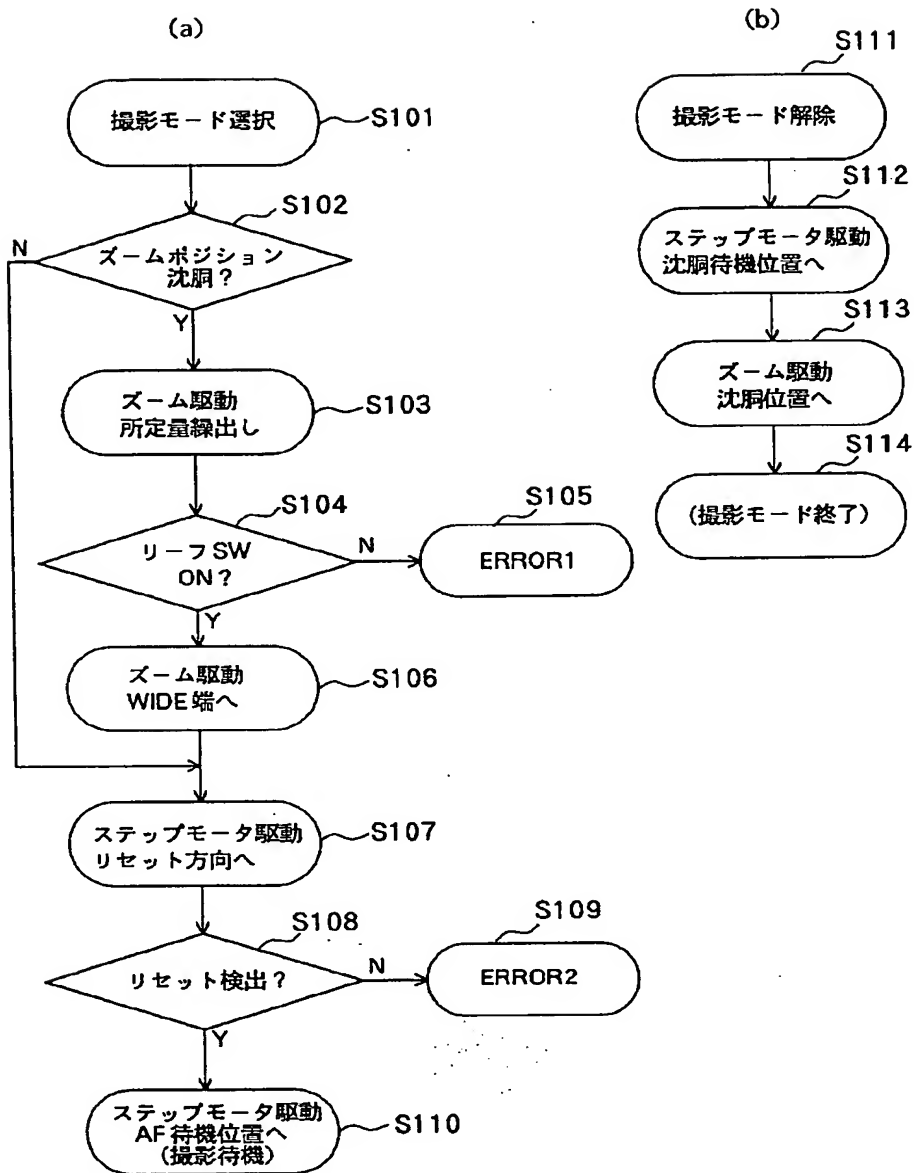 (a)
撮影モード選択
S101
S102
N
ズームポジション
沈胴？
Y
ズーム駆動
所定量繰出し
S103
S104
リーフSW
ON？
N
S105
ERROR1
Y
ズーム駆動
WIDE端へ
S106
ステップモータ駆動
リセット方向へ
S107
S108
リセット検出？
N
S109
ERROR2
Y
ステップモータ駆動
AF待機位置へ
(撮影待機)
S110
(b)
S111
撮影モード解除
S112
ステップモータ駆動
沈胴待機位置へ
S113
ズーム駆動
沈胴位置へ
S114
(撮影モード終了)